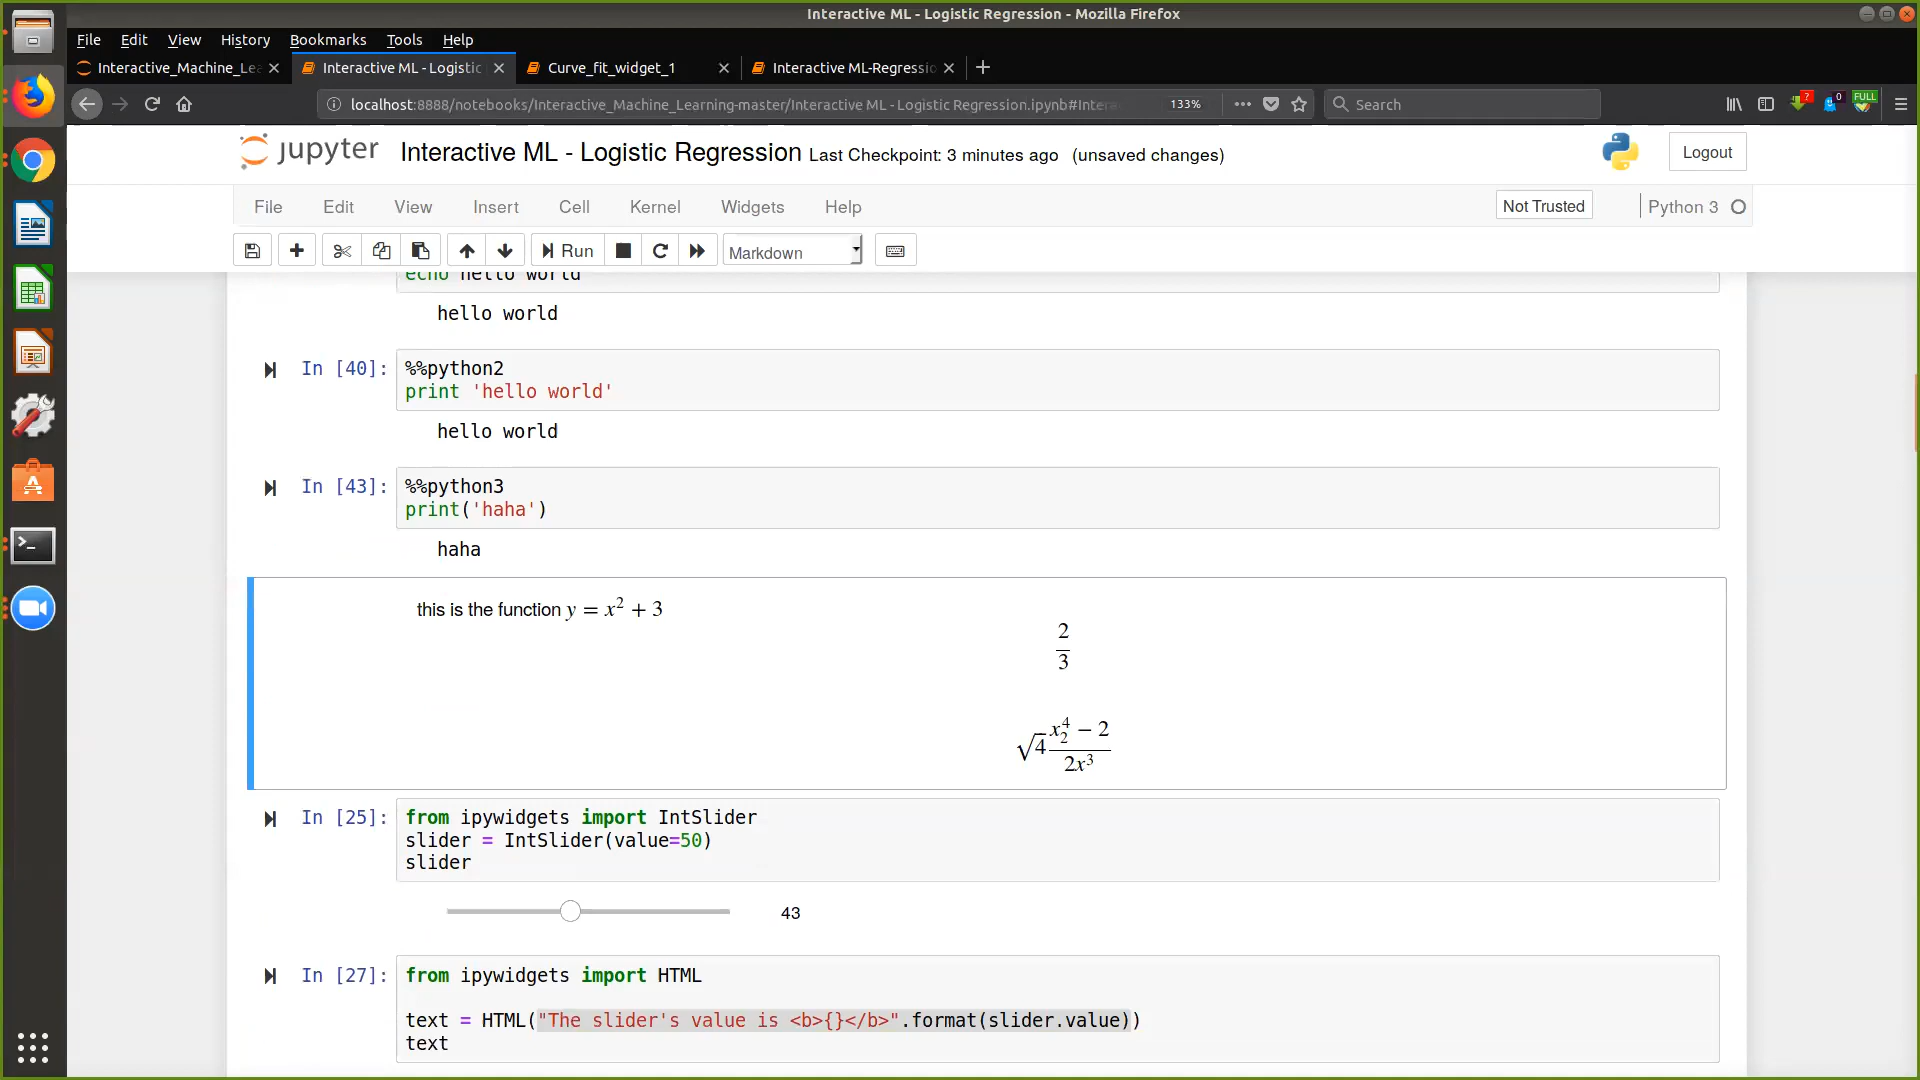 Interactive ML - Logistic Regression - Mozilla Firefox
File Edit View History Bookmarks Tools Help
Interactive_Machine_Le
Interactive ML - Logistic
Curve_fit_widget_1
Interactive ML-Regressi
localhost:8888/notebooks/Interactive_Machine_Learning-master/Interactive ML - Logistic Regression.ipynb#Intera
133%
Search
? 0 FULL
jupyter Interactive ML - Logistic Regression Last Checkpoint: 3 minutes ago (unsaved changes)
Logout
File Edit View Insert Cell Kernel Widgets Help
Not Trusted
Python 3
Run
Markdown
echo hello world
hello world
In [40]: %%python2
print 'hello world'
hello world
In [43]: %%python3
print('haha')
haha
this is the function y = x² + 3
2
3
√4 x₂⁴ − 2
2x³
In [25]: from ipywidgets import IntSlider
slider = IntSlider(value=50)
slider
43
In [27]: from ipywidgets import HTML
text = HTML("The slider's value is <b>{}</b>".format(slider.value))
text